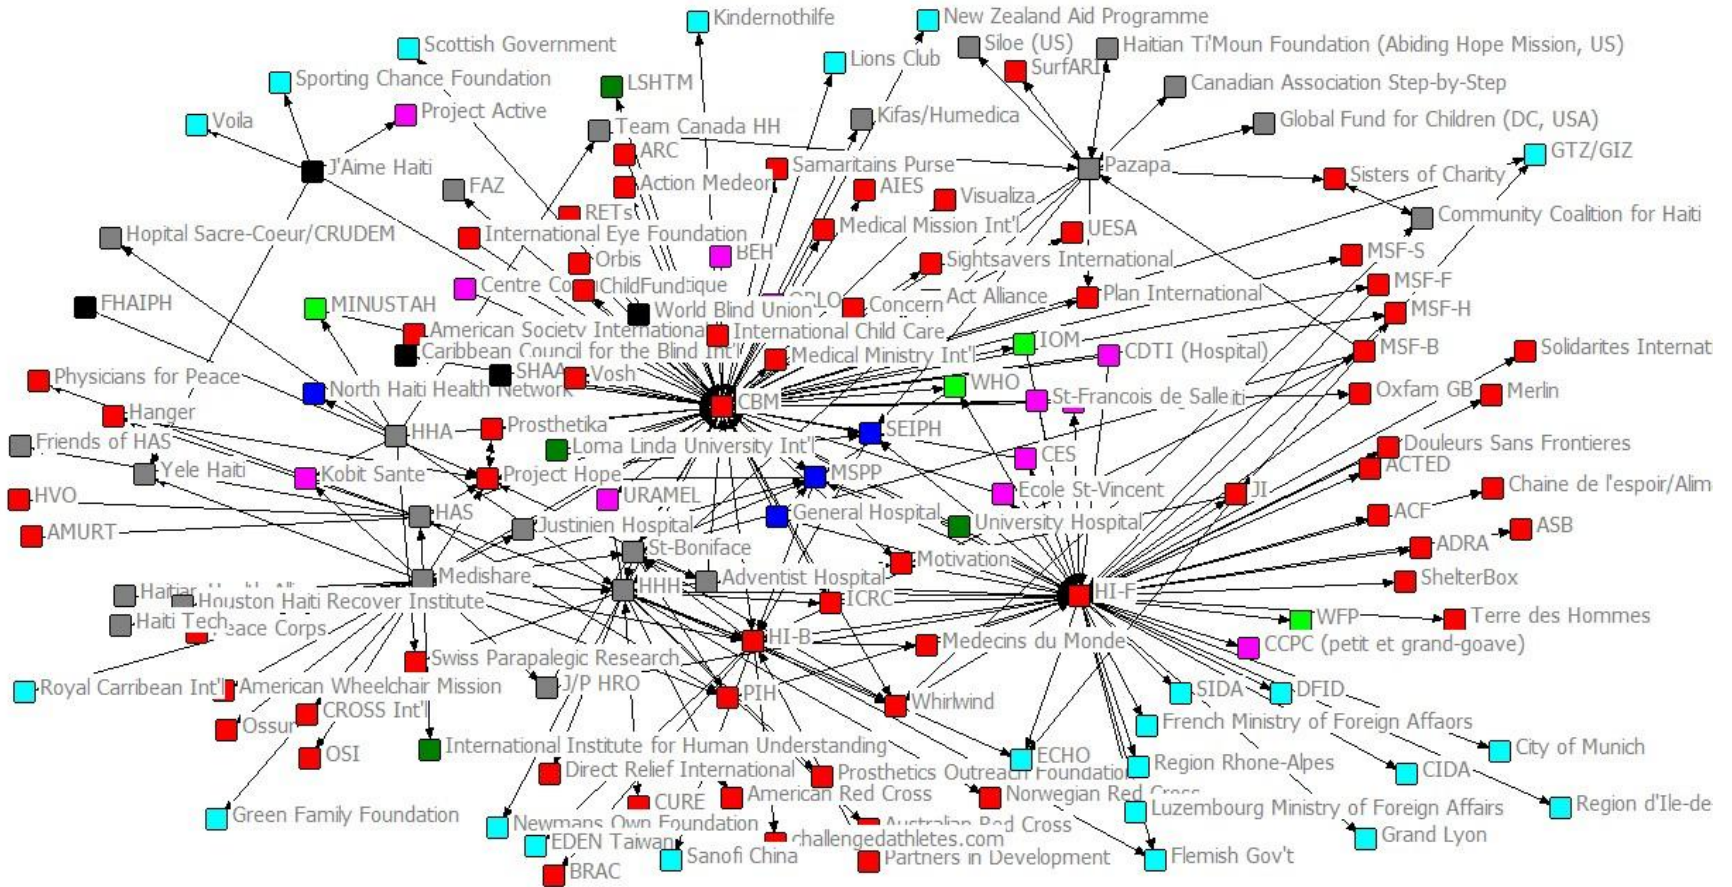 Kindernothilfe
New Zealand Aid Programme
Scottish Government
Siloe (US)
Haitian Ti'Moun Foundation (Abiding Hope Mission, US)
Lions Club
SurfARI
Sporting Chance Foundation
LSHTM
Canadian Association Step-by-Step
Project Active
Kifas/Humedica
Voila
Team Canada HH
Global Fund for Children (DC, USA)
ARC
GTZ/GIZ
J'Aime Haiti
Samaritains Purse
Pazapa
Sisters of Charity
FAZ
Action Medeor
AIES
Visualiza
RETs
Community Coalition for Haiti
Hopital Sacre-Coeur/CRUDEM
International Eye Foundation
Medical Mission Int'l
UESA
BEH
MSF-S
Orbis
Sightsavers International
MSF-F
Centre
ChildFund
tique
FHAIPH
MINUSTAH
World Blind Union
Concern
Act Alliance
Plan International
MSF-H
American Society International
International Child Care
IOM
CDTI (Hospital)
MSF-B
Solidarites Internati
Caribbean Council for the Blind Int'l
Medical Ministry Int'l
Physicians for Peace
SHAA
Vosh
North Haiti Health Network
CBM
WHO
St-Francois de Salle
iti
Oxfam GB
Merlin
Hanger
HHA
Prosthetika
SEIPH
Friends of HAS
Loma Linda University Int'l
Douleurs Sans Frontieres
Yele Haiti
Kobit Sante
Project Hope
MSPP
CES
ACTED
HVO
URAMEL
Ecole St-Vincent
JI
Chaine de l'espoir/Alim
HAS
Justinien Hospital
General Hospital
University Hospital
ACF
ASB
AMURT
St-Boniface
Motivation
ADRA
Medishare
HHH
Adventist Hospital
HI-F
ShelterBox
Houston Haiti Recover Institute
ICRC
WFP
Terre des Hommes
Haiti Tech
Peace Corps
HI-B
Medecins du Monde
CCPC (petit et grand-goave)
Swiss Parapalegic Research
Royal Carribean Int'l
American Wheelchair Mission
J/P HRO
PIH
Whirlwind
SIDA
DFID
CROSS Int'l
Ossur
French Ministry of Foreign Affaors
OSI
International Institute for Human Understanding
ECHO
Region Rhone-Alpes
City of Munich
Direct Relief International
Prosthetics Outreach Foundation
CIDA
CURE
American Red Cross
Norwegian Red Cross
Luzembourg Ministry of Foreign Affairs
Region d'Ile-de
Green Family Foundation
Newmans Own Foundation
Australian Red Cross
Grand Lyon
EDEN Taiwan
challengedathletes.com
Sanofi China
Partners in Development
Flemish Gov't
BRAC